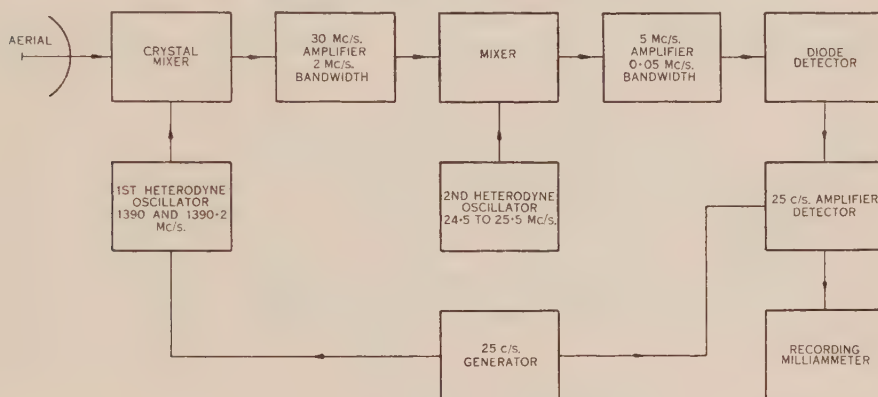 AERIAL
CRYSTAL
MIXER
30 Mc/s.
AMPLIFIER
2 Mc/s.
BANDWIDTH
MIXER
5 Mc/s.
AMPLIFIER
0·05 Mc/s.
BANDWIDTH
DIODE
DETECTOR
1ST HETERODYNE
OSCILLATOR
1390 AND 1390·2
Mc/s.
2ND HETERODYNE
OSCILLATOR
24·5 TO 25·5 Mc/s.
25 c/s. AMPLIFIER
DETECTOR
25 c/s.
GENERATOR
RECORDING
MILLIAMMETER